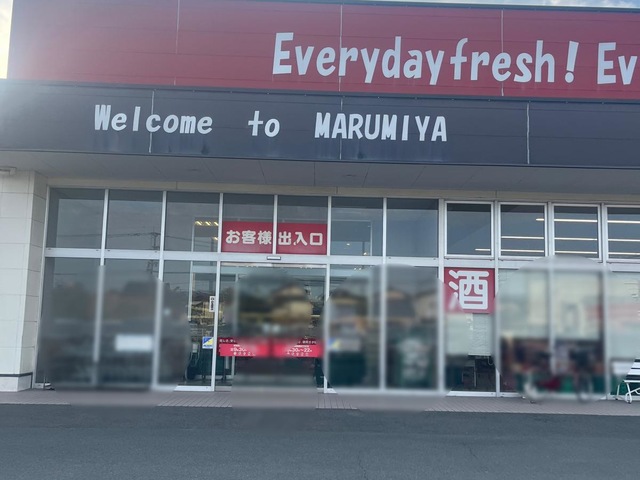 Everydayfresh! Ev
Welcome to MARUMIYA
お客様出入口
酒